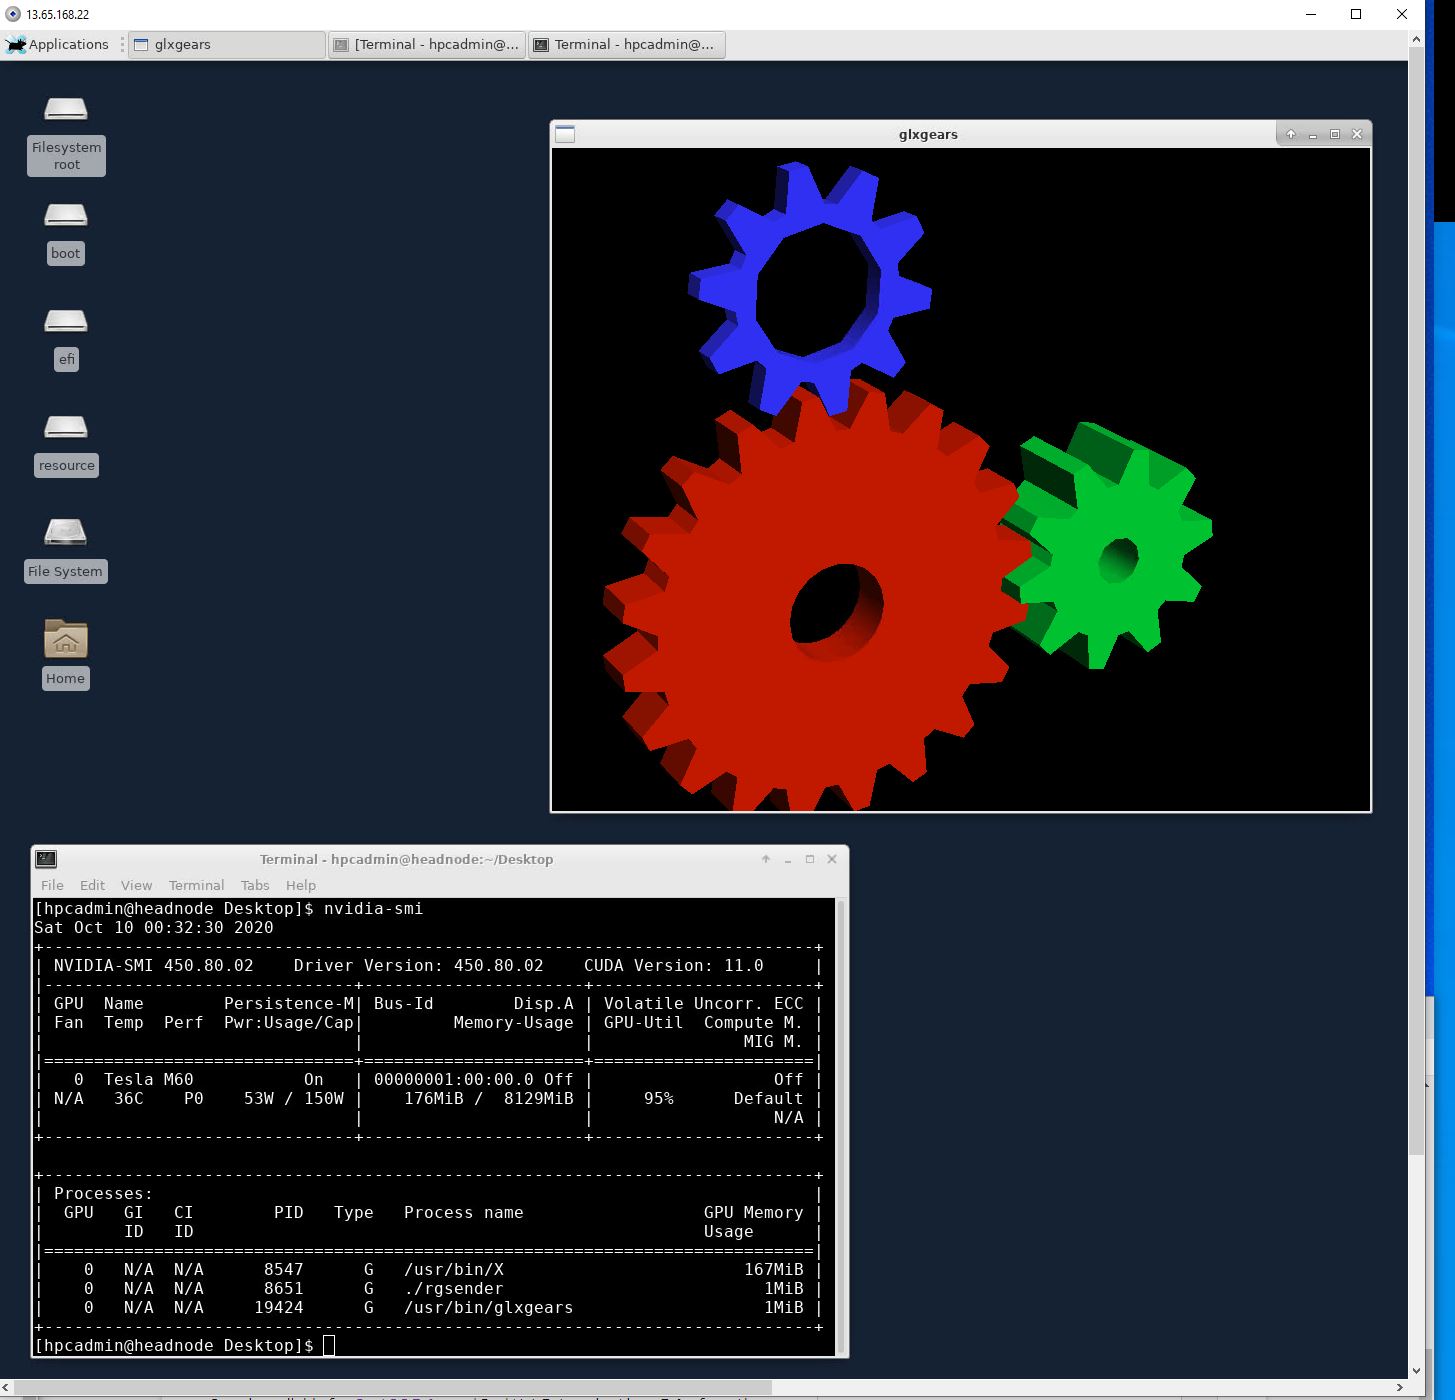 13.65.168.22
Applications glxgears [Terminal - hpcadmin@... Terminal - hpcadmin@...
Filesystem
root
boot
efi
resource
File System
Home
glxgears
Terminal - hpcadmin@headnode:~/Desktop
File Edit View Terminal Tabs Help
[hpcadmin@headnode Desktop]$ nvidia-smi
Sat Oct 10 00:32:30 2020
+-----------------------------------------------------------------------------+
| NVIDIA-SMI 450.80.02    Driver Version: 450.80.02    CUDA Version: 11.0     |
|-------------------------------+----------------------+----------------------+
| GPU  Name        Persistence-M| Bus-Id        Disp.A | Volatile Uncorr. ECC |
| Fan  Temp  Perf  Pwr:Usage/Cap|         Memory-Usage | GPU-Util  Compute M. |
|                               |                      |               MIG M. |
|===============================+======================+======================|
|   0  Tesla M60           On   | 00000001:00:00.0 Off |                  Off |
| N/A   36C    P0    53W / 150W |    176MiB /  8129MiB |     95%      Default |
|                               |                      |                  N/A |
+-------------------------------+----------------------+----------------------+
+-----------------------------------------------------------------------------+
| Processes:                                                                  |
|  GPU   GI   CI        PID   Type   Process name                  GPU Memory |
|        ID   ID                                                   Usage      |
|=============================================================================|
|    0   N/A  N/A      8547      G   /usr/bin/X                        167MiB |
|    0   N/A  N/A      8651      G   ./rgsender                          1MiB |
|    0   N/A  N/A     19424      G   /usr/bin/glxgears                   1MiB |
+-----------------------------------------------------------------------------+
[hpcadmin@headnode Desktop]$